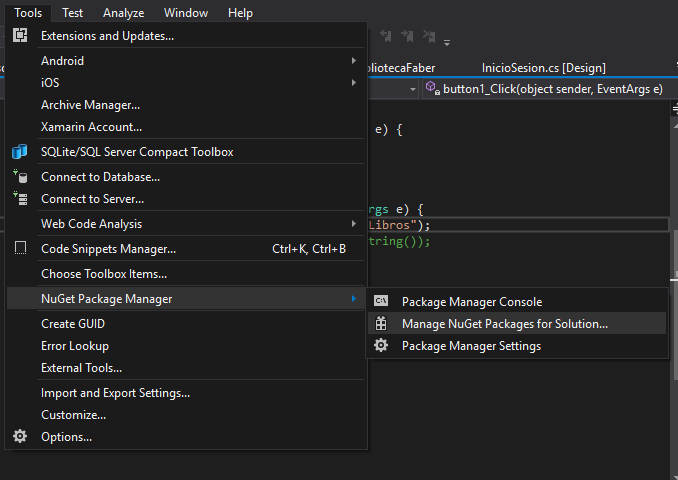 Tools Test Analyze Window Help
Extensions and Updates...
Android
iOS
Archive Manager...
Xamarin Account...
SQLite/SQL Server Compact Toolbox
Connect to Database...
Connect to Server...
Web Code Analysis
Code Snippets Manager... Ctrl+K, Ctrl+B
Choose Toolbox Items...
NuGet Package Manager
Create GUID
Error Lookup
External Tools...
Import and Export Settings...
Customize...
Options...
Package Manager Console
Manage NuGet Packages for Solution...
Package Manager Settings
bliotecaFaber InicioSesion.cs [Design]
button1_Click(object sender, EventArgs e)
e) {
rgs e) {
Libros");
tring());